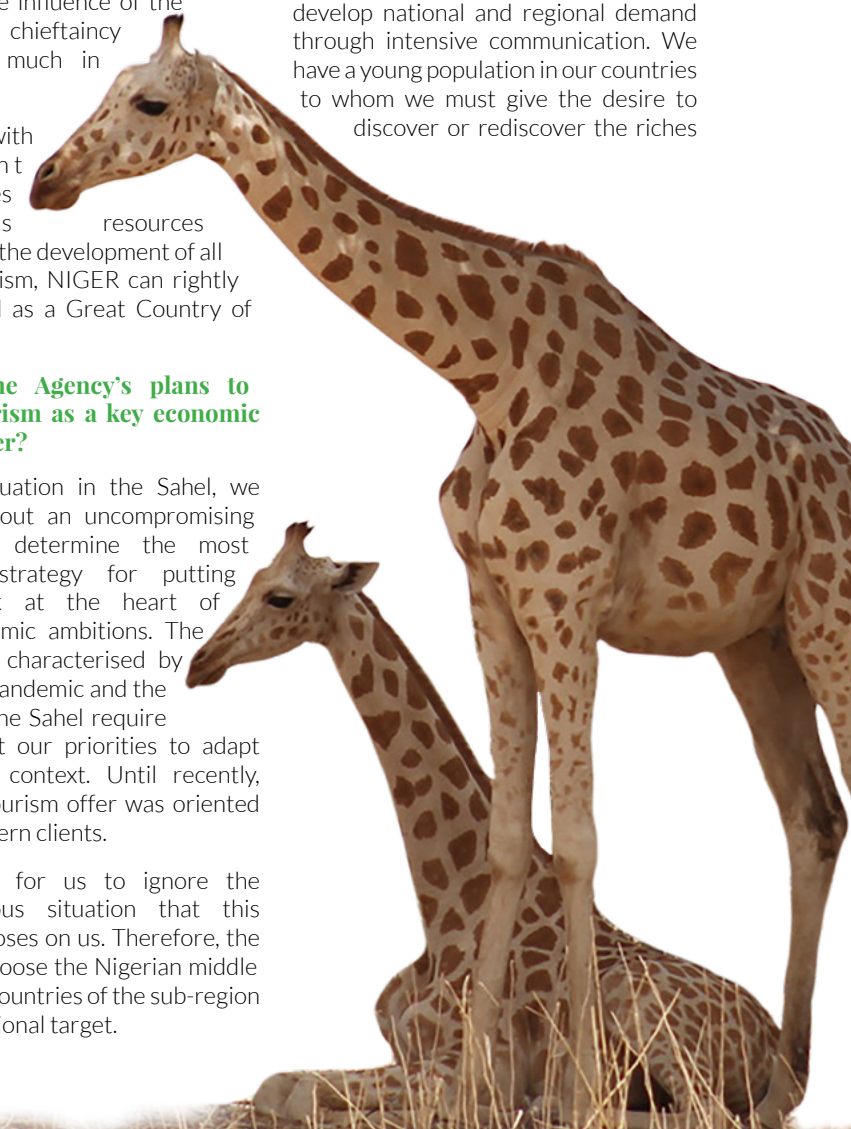 e influence of the
chieftaincy
much in
with
n t
es
s resources
the development of all
ism, NIGER can rightly
l as a Great Country of
he Agency's plans to
rism as a key economic
er?
uation in the Sahel, we
out an uncompromising
determine the most
strategy for putting
k at the heart of
mic ambitions. The
characterised by
andemic and the
he Sahel require
t our priorities to adapt
context. Until recently,
ourism offer was oriented
ern clients.
for us to ignore the
ous situation that this
oses on us. Therefore, the
oose the Nigerian middle
ountries of the sub-region
ional target.
develop national and regional demand
through intensive communication. We
have a young population in our countries
to whom we must give the desire to
discover or rediscover the riches